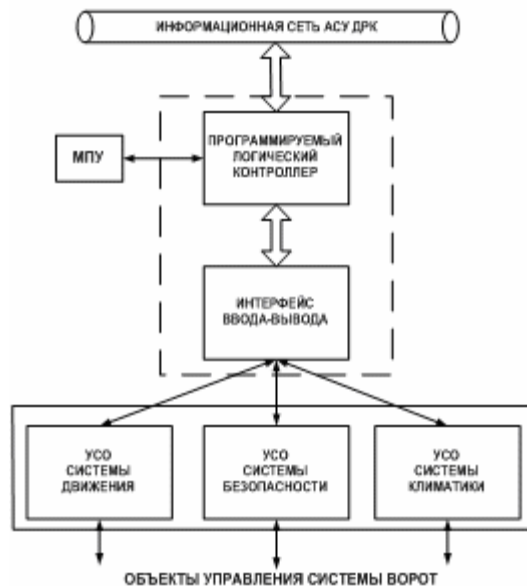 ИНФОРМАЦИОННАЯ СЕТЬ АСУ ДРК
ПРОГРАММИРУЕМЫЙ
ЛОГИЧЕСКИЙ
КОНТРОЛЛЕР
МПУ
ИНТЕРФЕЙС
ВВОДА-ВЫВОДА
УСО
СИСТЕМЫ
ДВИЖЕНИЯ
УСО
СИСТЕМЫ
БЕЗОПАСНОСТИ
УСО
СИСТЕМЫ
КЛИМАТИКИ
ОБЪЕКТЫ УПРАВЛЕНИЯ СИСТЕМЫ ВОРОТ